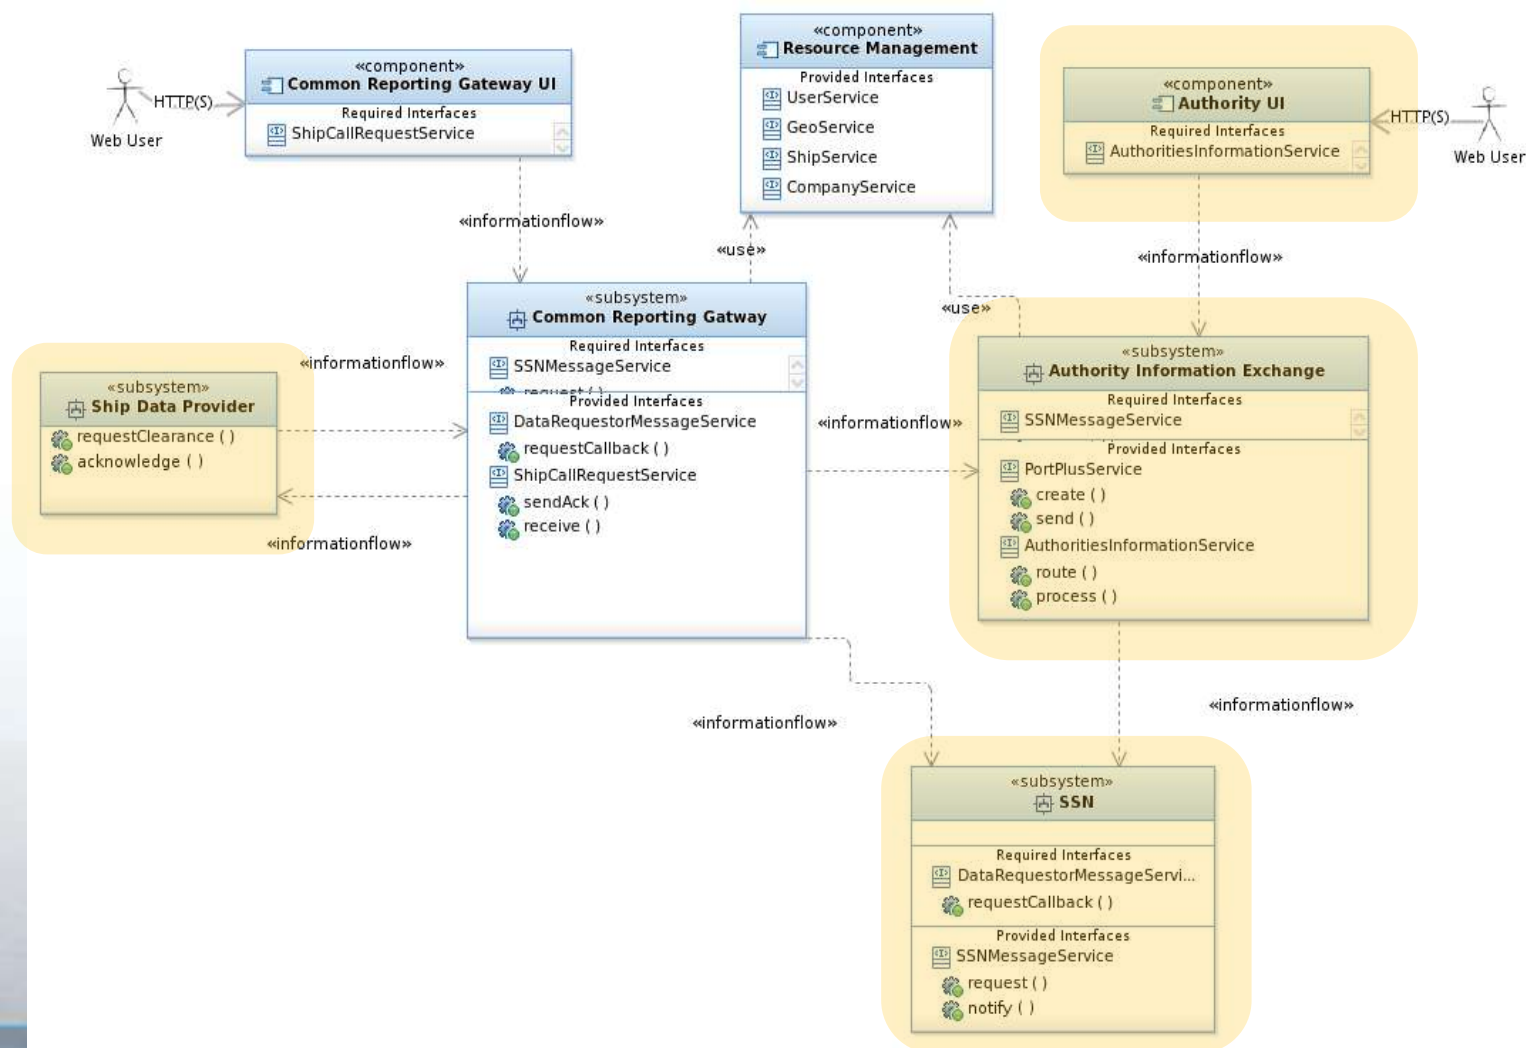 «component»
Common Reporting Gateway UI
Required Interfaces
ShipCallRequestService
HTTP(S)
Web User
«component»
Resource Management
Provided Interfaces
UserService
GeoService
ShipService
CompanyService
«component»
Authority UI
Required Interfaces
AuthoritiesInformationService
HTTP(S)
Web User
«informationflow»
«use»
«use»
«informationflow»
«subsystem»
Common Reporting Gatway
Required Interfaces
SSNMessageService
request ( )
Provided Interfaces
DataRequestorMessageService
requestCallback ( )
ShipCallRequestService
sendAck ( )
receive ( )
«informationflow»
«subsystem»
Ship Data Provider
requestClearance ( )
acknowledge ( )
«informationflow»
«informationflow»
«subsystem»
Authority Information Exchange
Required Interfaces
SSNMessageService
Provided Interfaces
PortPlusService
create ( )
send ( )
AuthoritiesInformationService
route ( )
process ( )
«informationflow»
«informationflow»
«subsystem»
SSN
Required Interfaces
DataRequestorMessageServi...
requestCallback ( )
Provided Interfaces
SSNMessageService
request ( )
notify ( )